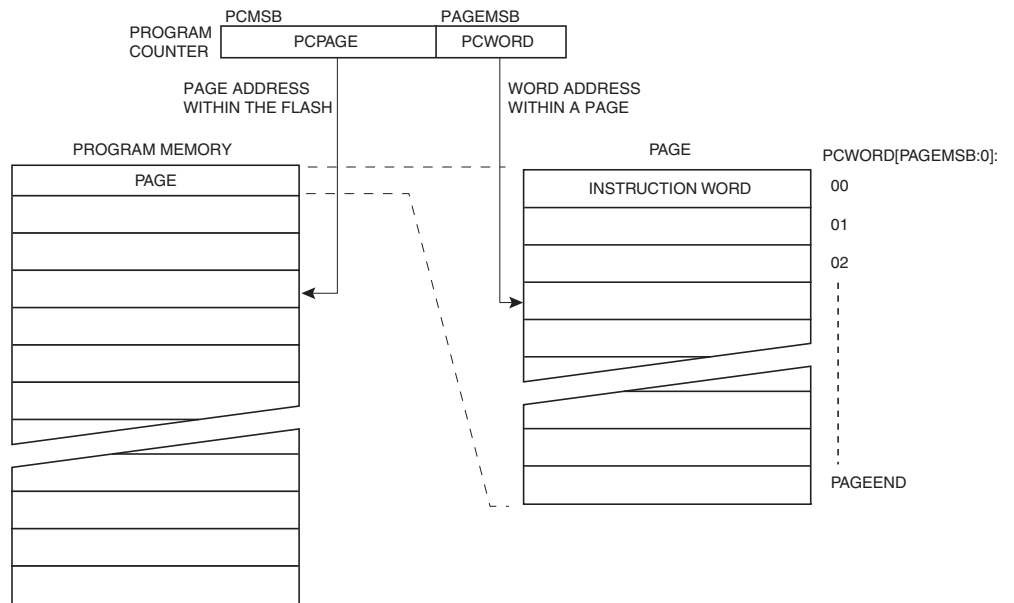 PCMSB
PAGEMSB
PROGRAM
COUNTER
PCPAGE
PCWORD
PAGE ADDRESS
WITHIN THE FLASH
WORD ADDRESS
WITHIN A PAGE
PROGRAM MEMORY
PAGE
PAGE
PCWORD[PAGEMSB:0]:
INSTRUCTION WORD
00
01
02
PAGEEND